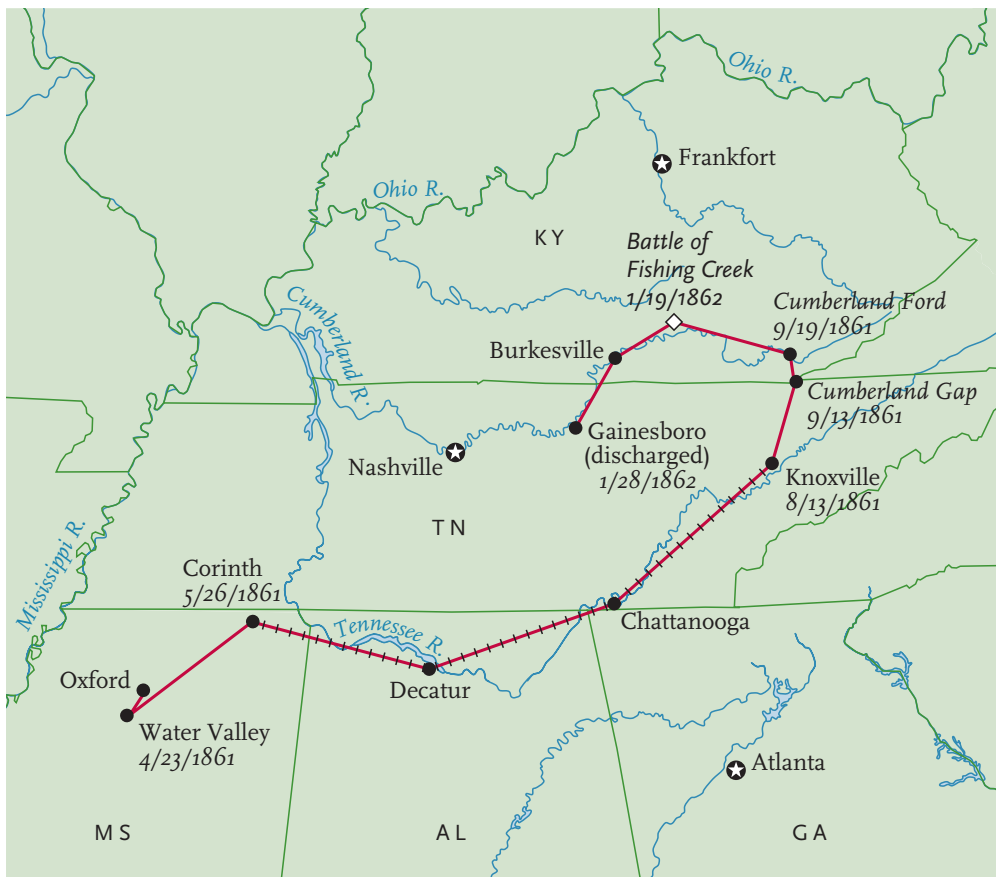 Ohio R.
Frankfort
Ohio R.
KY
Battle of
Fishing Creek
1/19/1862
Cumberland Ford
9/19/1861
Cumberland R.
Burkesville
Cumberland Gap
9/13/1861
Gainesboro
(discharged)
1/28/1862
Nashville
Knoxville
8/13/1861
TN
Mississippi R.
Corinth
5/26/1861
Tennessee R.
Chattanooga
Oxford
Decatur
Water Valley
4/23/1861
Atlanta
MS
AL
GA